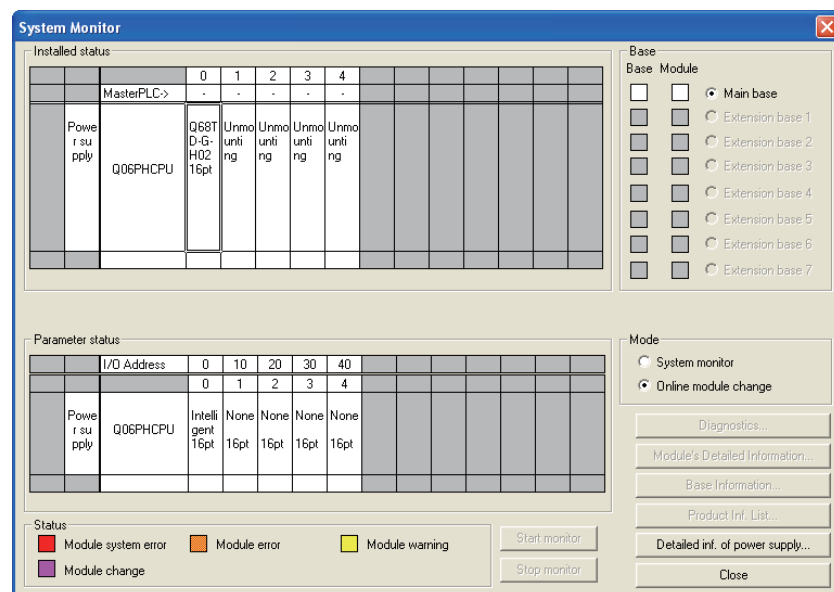 System Monitor
Installed status
0 1 2 3 4
MasterPLC-> - - - - -
Powe
r su
pply
Q06PHCPU
Q68T
D-G-
H02
16pt
Unmo
unti
ng
Unmo
unti
ng
Unmo
unti
ng
Unmo
unti
ng
Base
Base Module
Main base
Extension base 1
Extension base 2
Extension base 3
Extension base 4
Extension base 5
Extension base 6
Extension base 7
Parameter status
I/O Address 0 10 20 30 40
0 1 2 3 4
Powe
r su
pply
Q06PHCPU
Intelli
gent
16pt
None
16pt
None
16pt
None
16pt
None
16pt
Mode
System monitor
Online module change
Diagnostics...
Module's Detailed Information...
Base Information...
Product Inf. List...
Detailed inf. of power supply...
Close
Status
Module system error
Module error
Module warning
Module change
Start monitor
Stop monitor